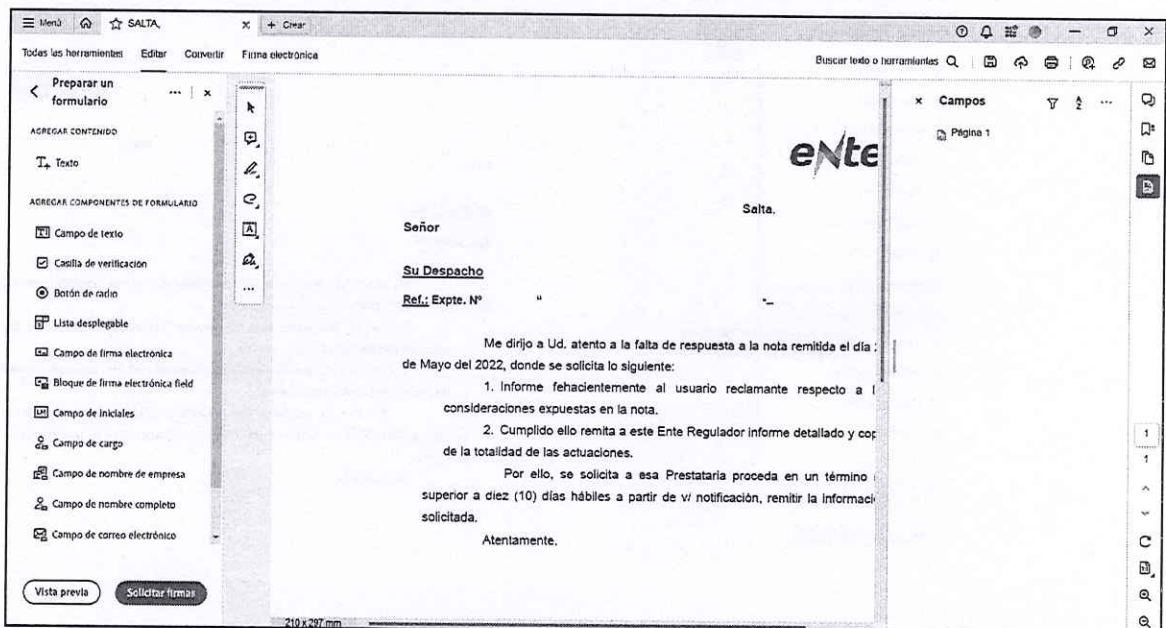 Menú
SALTA,
+ Crear
Todas las herramientas Editar Convertir Firma electrónica
Buscar texto o herramientas
Preparar un
formulario
AGREGAR CONTENIDO
Texto
AGREGAR COMPONENTES DE FORMULARIO
Campo de texto
Casilla de verificación
Botón de radio
Lista desplegable
Campo de firma electrónica
Bloque de firma electrónica field
Campo de iniciales
Campo de cargo
Campo de nombre de empresa
Campo de nombre completo
Campo de correo electrónico
Vista previa
Solicitar firmas
ente
Salta,
Señor
Su Despacho
Ref.: Expte. Nº “
Me dirijo a Ud. atento a la falta de respuesta a la nota remitida el día
de Mayo del 2022, donde se solicita lo siguiente:
1. Informe fehacientemente al usuario reclamante respecto a
consideraciones expuestas en la nota.
2. Cumplido ello remita a este Ente Regulador informe detallado y
de la totalidad de las actuaciones.
Por ello, se solicita a esa Prestataria proceda en un término
superior a diez (10) días hábiles a partir de v/ notificación, remitir la
solicitada.
Atentamente.
210 x 297 mm
Campos
Página 1
1
1